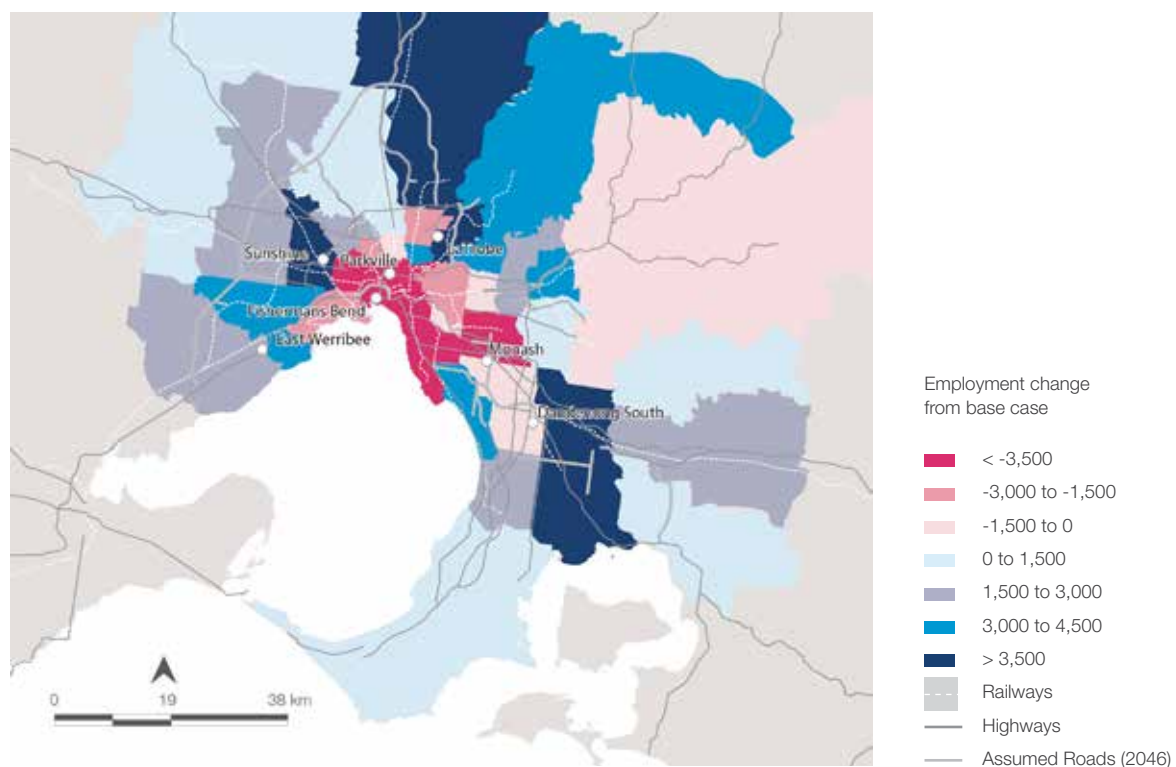 Sunshine
Parkville
La Trobe
Fishermans Bend
East Werribee
Monash
Dandenong South
0 19 38 km
Employment change
from base case
< -3,500
-3,000 to -1,500
-1,500 to 0
0 to 1,500
1,500 to 3,000
3,000 to 4,500
> 3,500
Railways
Highways
Assumed Roads (2046)